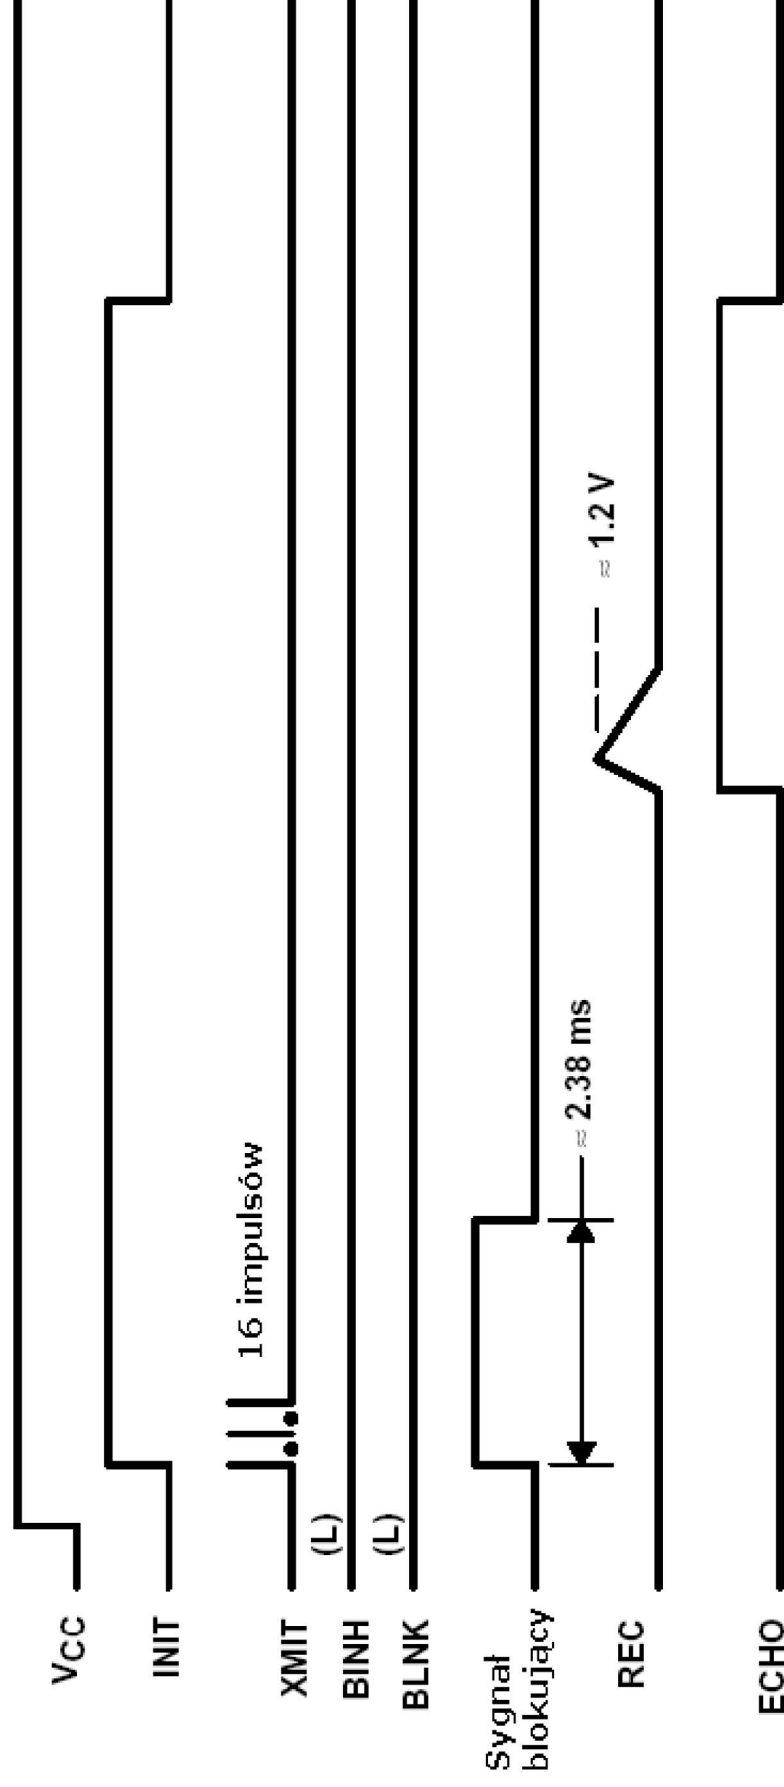 VCC
INIT
16 impulsów
XMIT
(L)
BINH
(L)
BLNK
Sygnał
blokujący
≈ 2.38 ms
≈ 1.2 V
REC
ECHO